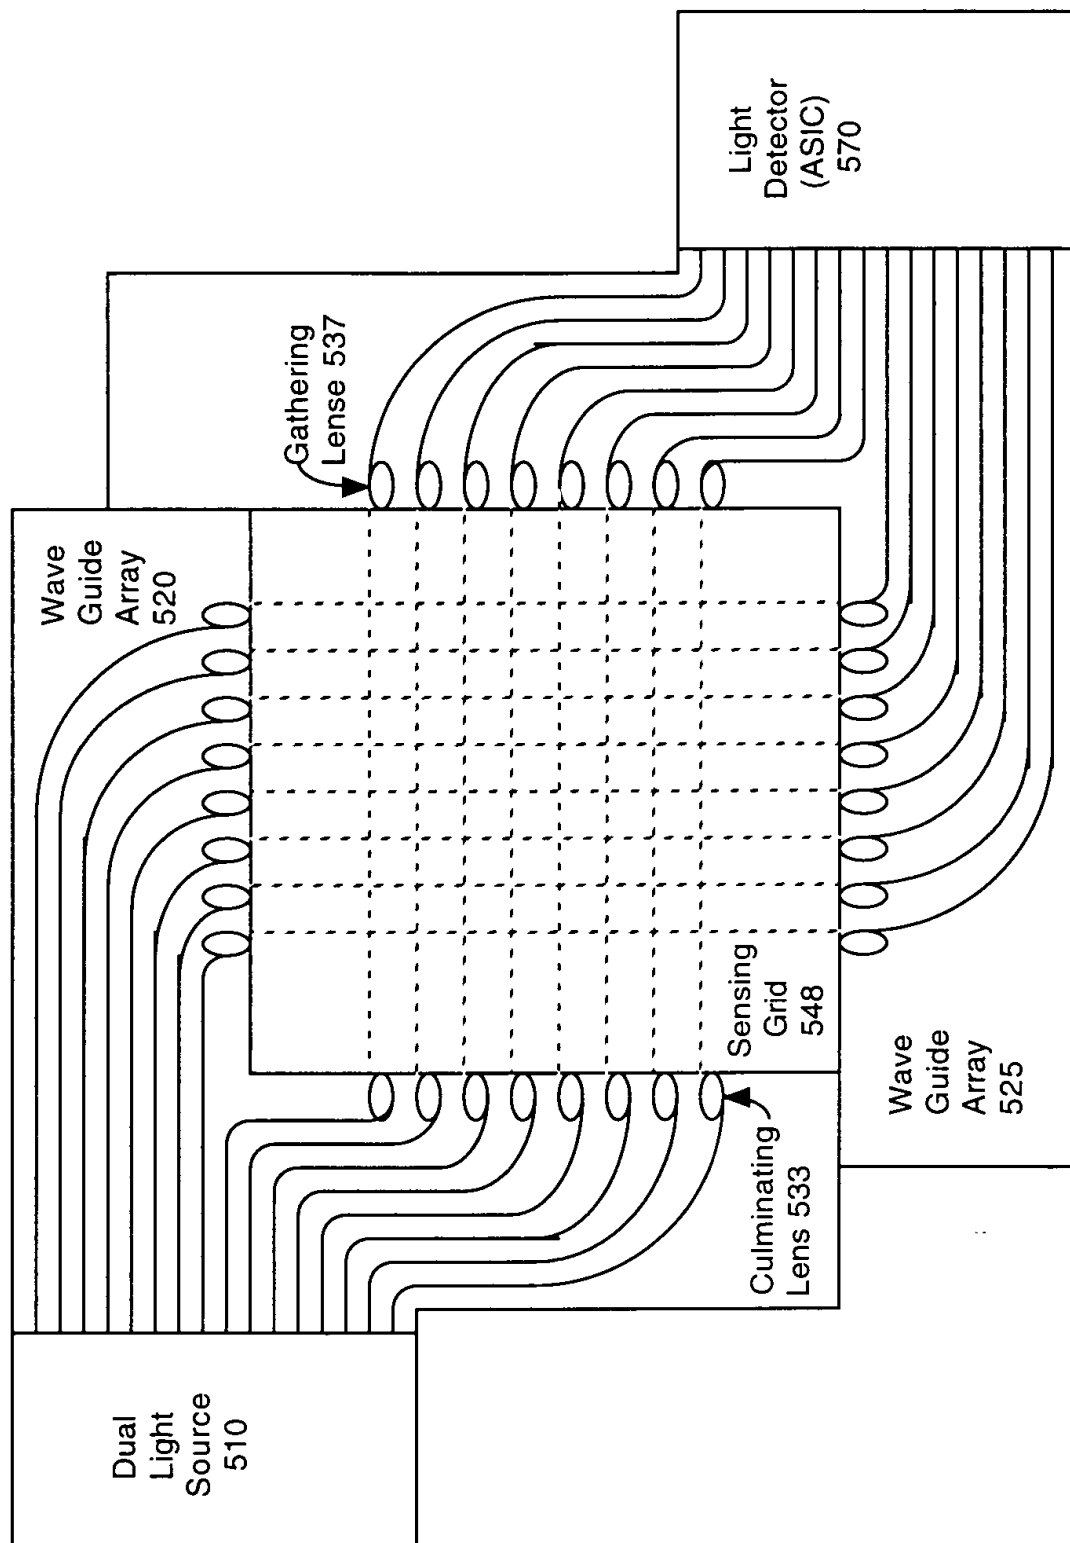 Dual
Light
Source
510
Wave
Guide
Array
520
Gathering
Lense 537
Light
Detector
(ASIC)
570
Sensing
Grid
548
Culminating
Lens 533
Wave
Guide
Array
525